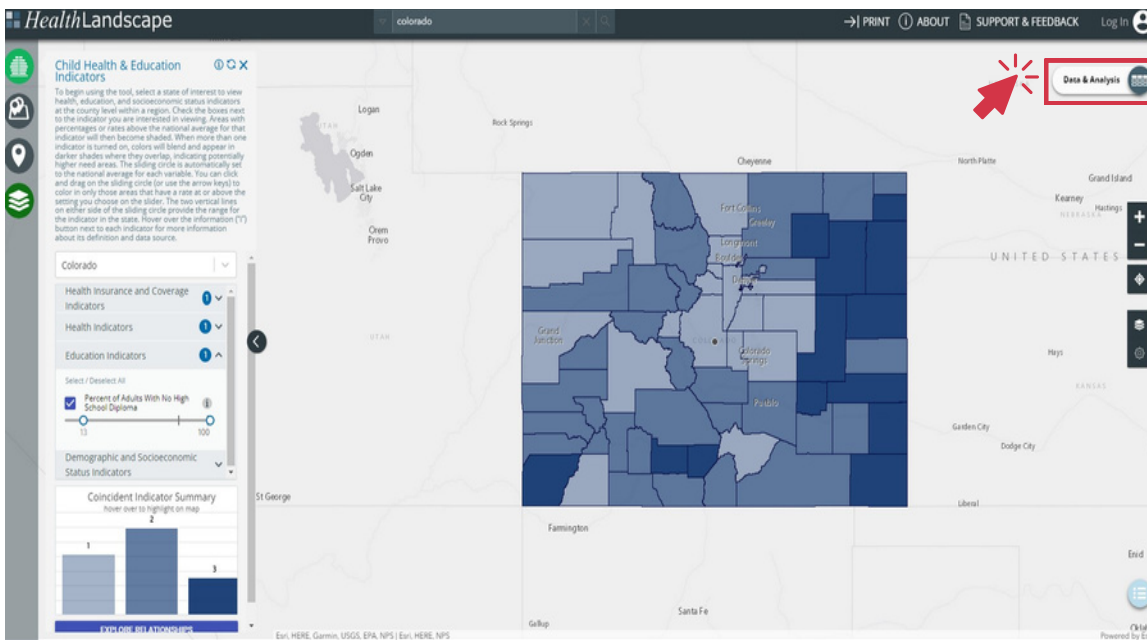 HealthLandscape
colorado
PRINT
ABOUT
SUPPORT & FEEDBACK
Log In
Child Health & Education
Indicators
To begin using the tool, select a state of interest to view
health, education, and socioeconomic status indicators
at the county level within a region. Check the boxes next
to the indicator you are interested in viewing. Areas with
percentages or rates above the national average for that
indicator will then become shaded. When more than one
indicator is turned on, colors will blend and appear in
darker shades where they overlap, indicating potentially
higher need areas. The sliding circle is automatically set
to the national average for each variable. You can click
and drag on the sliding circle (or use the arrow keys) to
color in only those areas that have a rate at or above the
setting you choose on the slider. The two vertical lines
on either side of the sliding circle provide the range for
the indicator in the state. Hover over the information ("i")
button next to each indicator for more information
about its definition and data source.
Colorado
Health Insurance and Coverage
Indicators
1
Health Indicators
1
Education Indicators
1
Select / Deselect All
Percent of Adults With No High
School Diploma
13
100
Demographic and Socioeconomic
Status Indicators
Coincident Indicator Summary
hover over to highlight on map
1
2
3
EXPLORE RELATIONSHIPS
Data & Analysis
Logan
Rock Springs
UTAH
Ogden
Salt Lake
City
Orem
Provo
Cheyenne
North Platte
Grand Island
Kearney
Hastings
NEBRASKA
Fort Collins
Greeley
Longmont
Boulder
UNITED STATES
UTAH
Grand
Junction
Colorado
Springs
Hays
KANSAS
Pueblo
Garden City
Dodge City
St George
Liberal
Farmington
Enid
Santa Fe
Gallup
Esri, HERE, Garmin, USGS, EPA, NPS | Esri, HERE, NPS